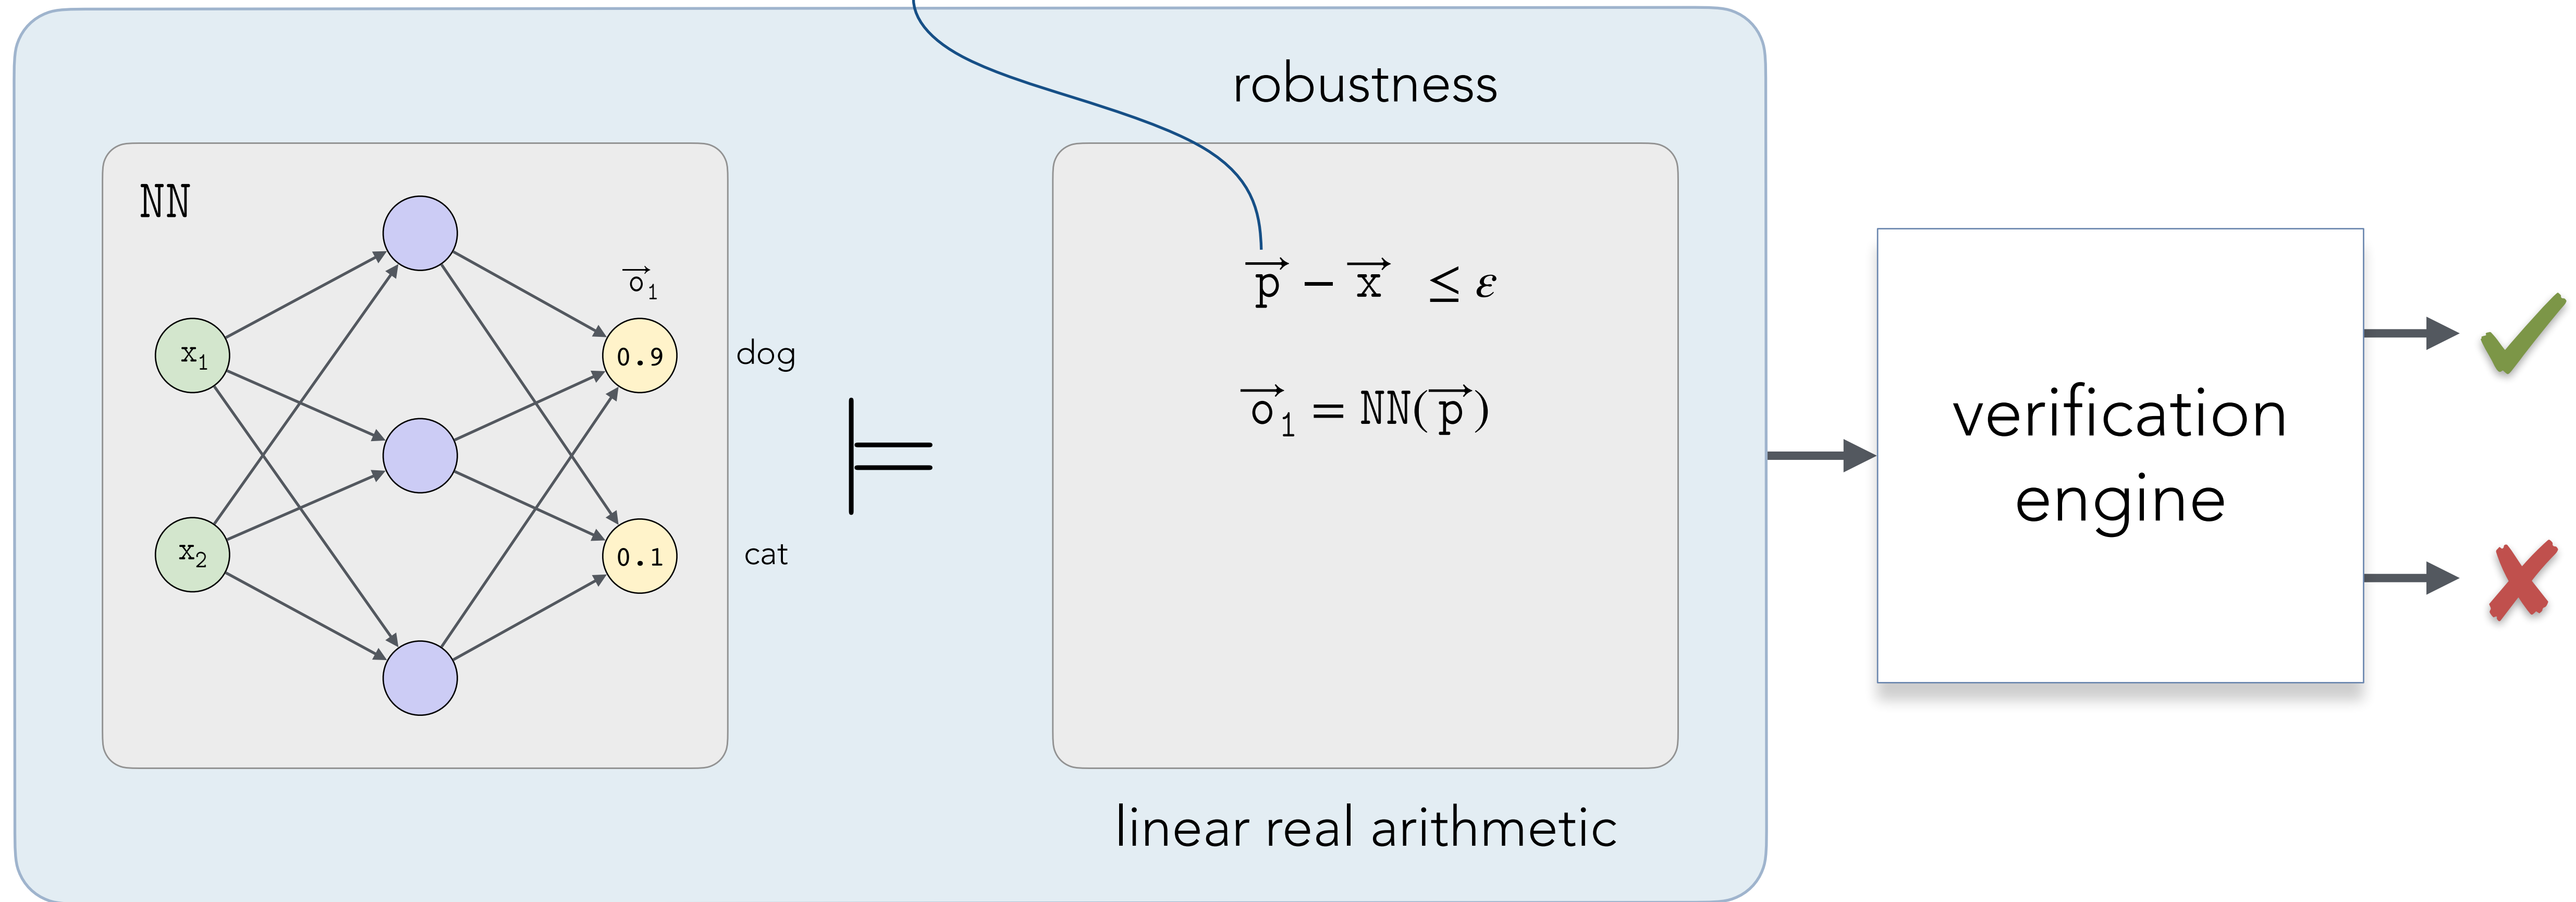 robustness
NN
o⃗₁
x₁
0.9
dog
x₂
0.1
cat
⊨
p⃗ − x⃗ ≤ ε
o⃗₁ = NN(p⃗)
linear real arithmetic
verification
engine
✓
✗